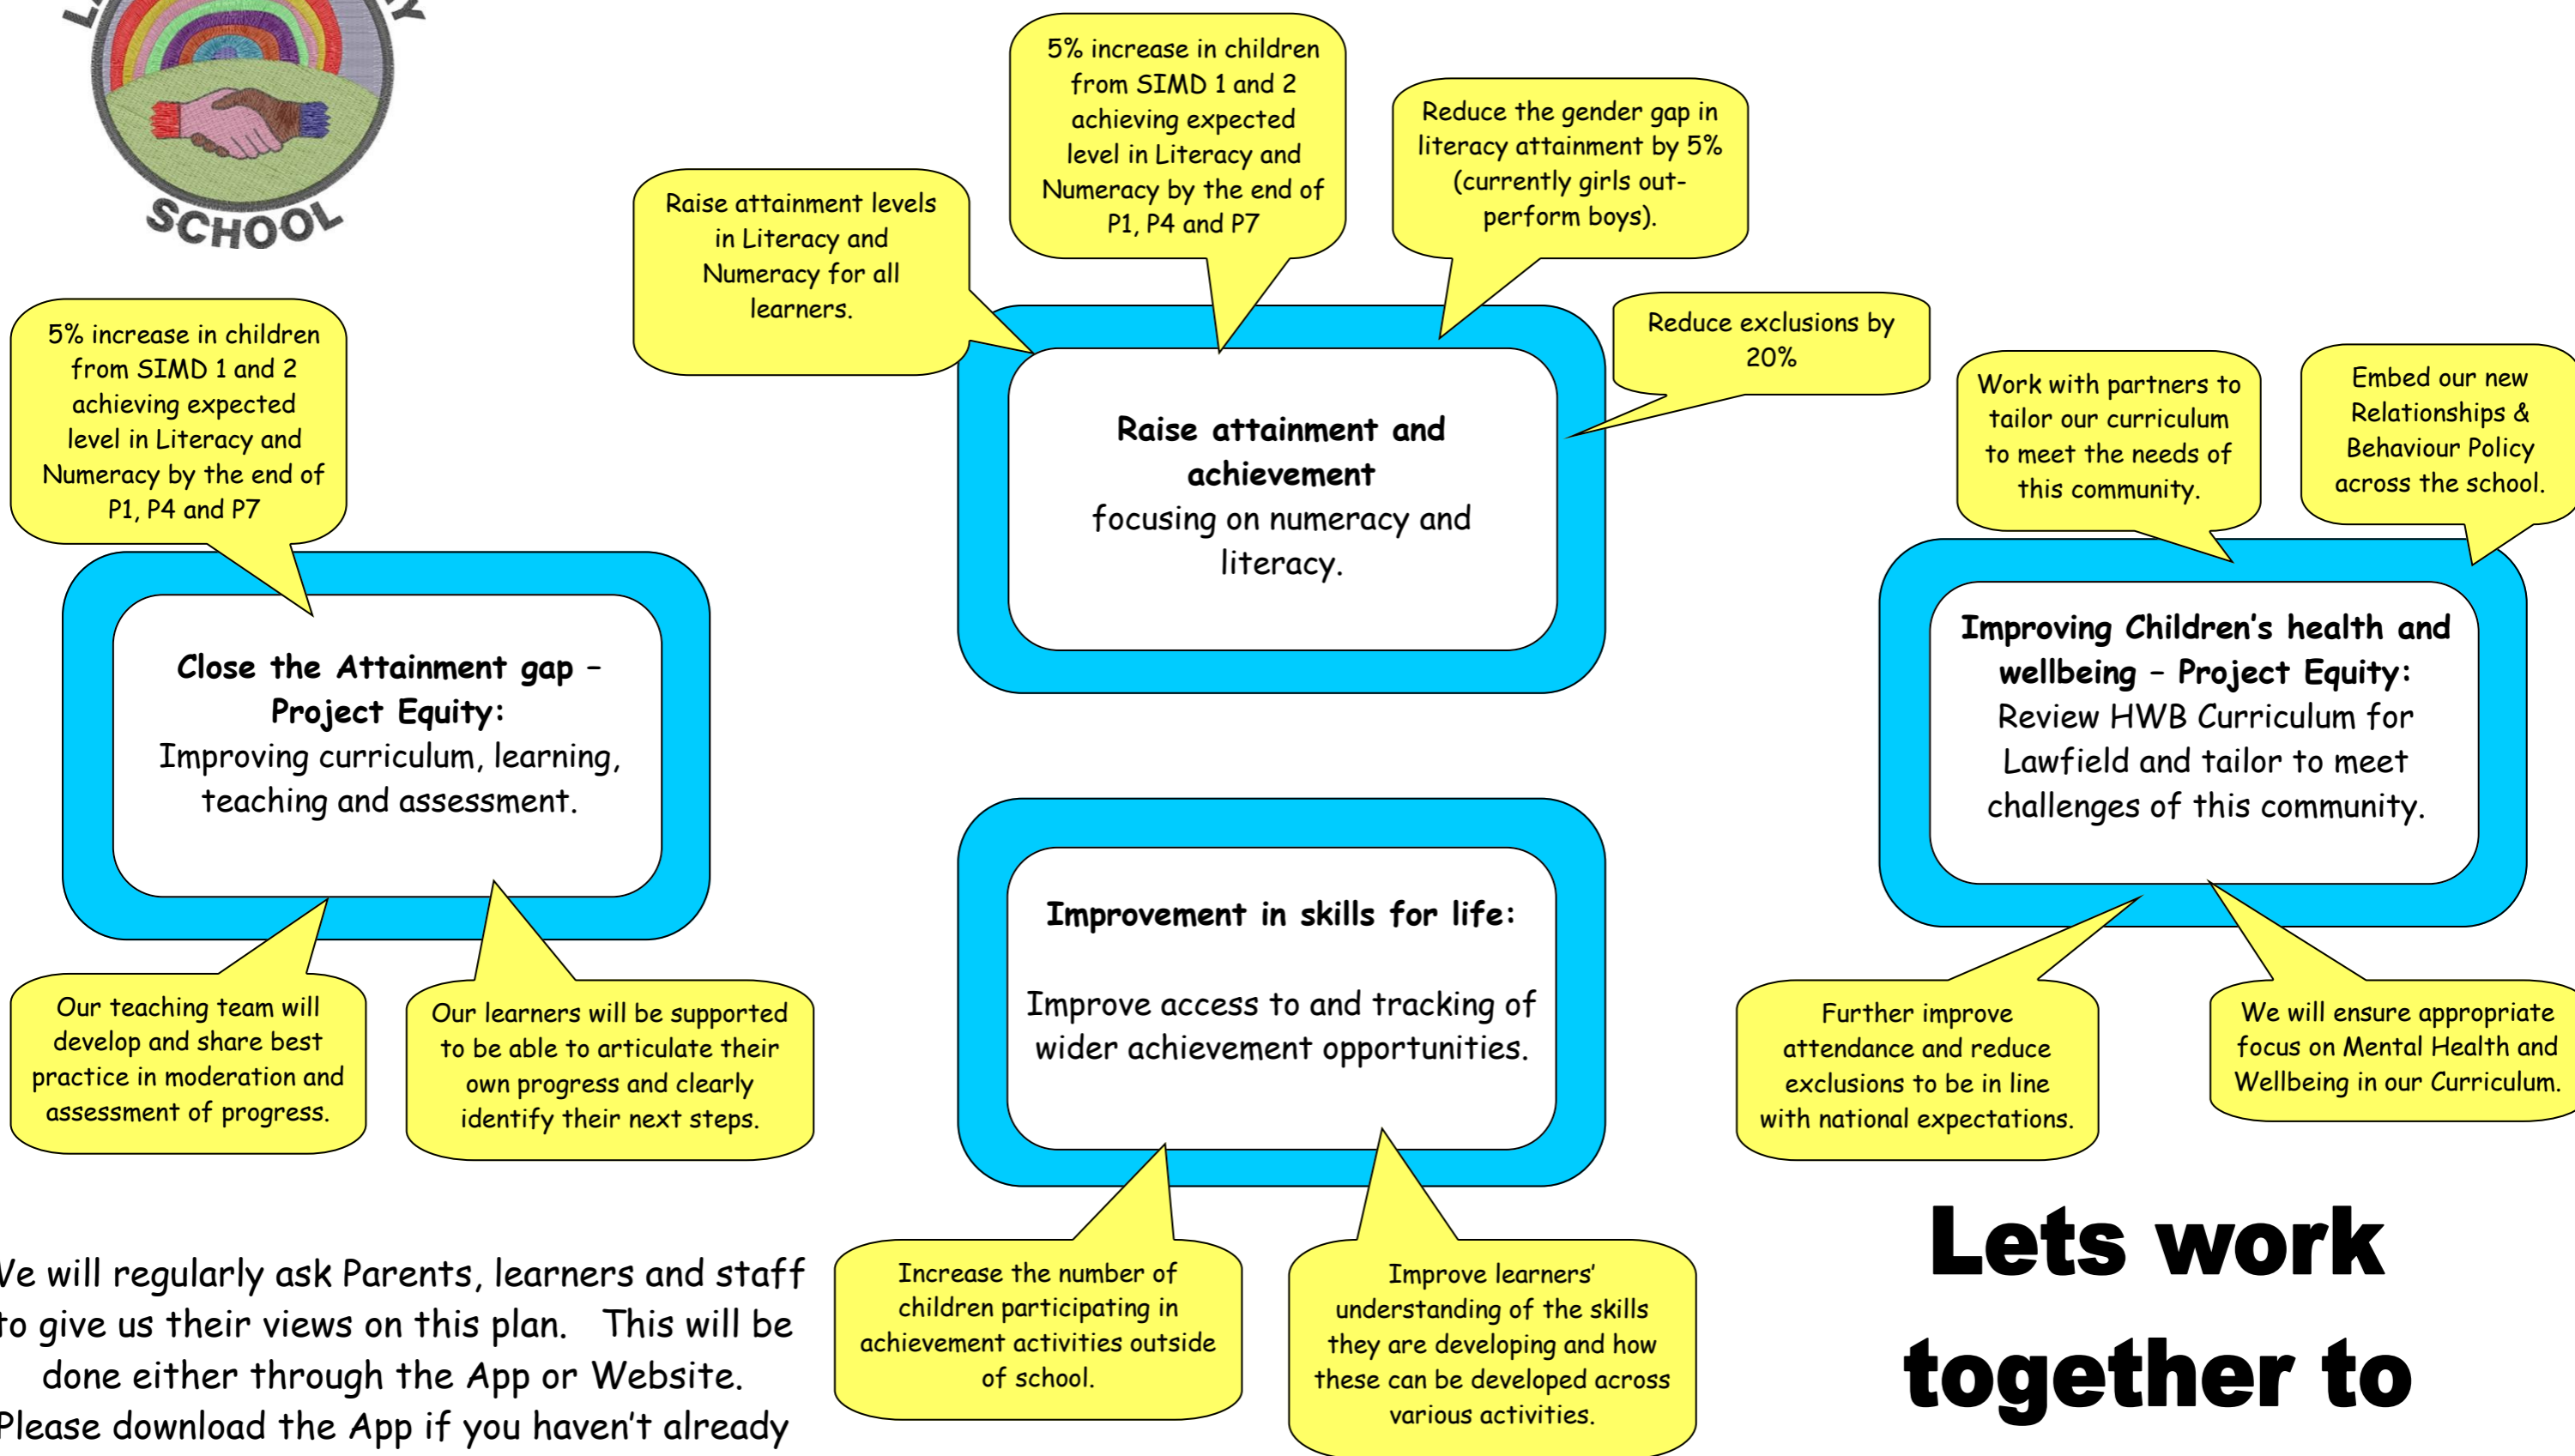 SCHOOL
5% increase in children
from SIMD 1 and 2
achieving expected
level in Literacy and
Numeracy by the end of
P1, P4 and P7
Reduce the gender gap in
literacy attainment by 5%
(currently girls out-
perform boys).
Raise attainment levels
in Literacy and
Numeracy for all
learners.
Reduce exclusions by
20%
Raise attainment and
achievement
focusing on numeracy and
literacy.
5% increase in children
from SIMD 1 and 2
achieving expected
level in Literacy and
Numeracy by the end of
P1, P4 and P7
Close the Attainment gap –
Project Equity:
Improving curriculum, learning,
teaching and assessment.
Our teaching team will
develop and share best
practice in moderation and
assessment of progress.
Our learners will be supported
to be able to articulate their
own progress and clearly
identify their next steps.
Work with partners to
tailor our curriculum
to meet the needs of
this community.
Embed our new
Relationships &
Behaviour Policy
across the school.
Improving Children's health and
wellbeing – Project Equity:
Review HWB Curriculum for
Lawfield and tailor to meet
challenges of this community.
Further improve
attendance and reduce
exclusions to be in line
with national expectations.
We will ensure appropriate
focus on Mental Health and
Wellbeing in our Curriculum.
Improvement in skills for life:
Improve access to and tracking of
wider achievement opportunities.
Increase the number of
children participating in
achievement activities outside
of school.
Improve learners'
understanding of the skills
they are developing and how
these can be developed across
various activities.
We will regularly ask Parents, learners and staff
to give us their views on this plan.   This will be
done either through the App or Website.
Please download the App if you haven't already
Lets work
together to